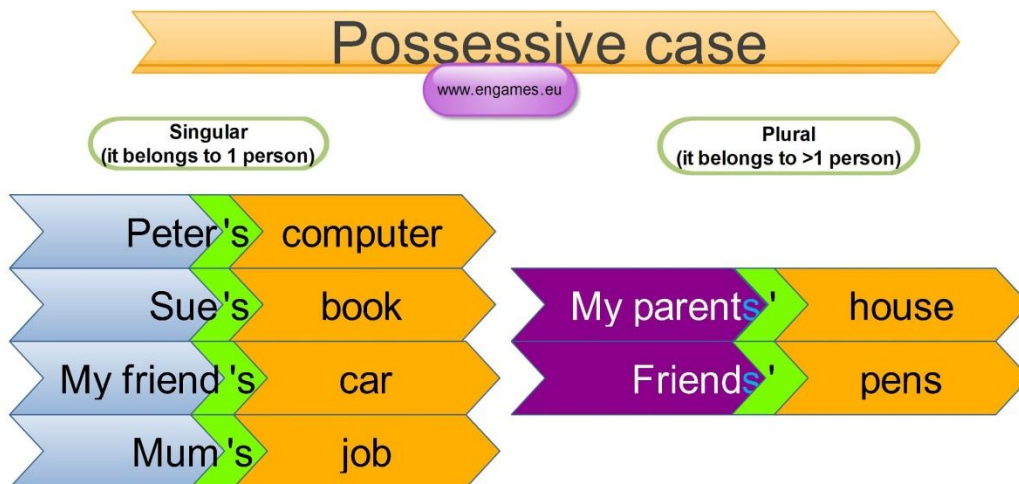 Possessive case
www.engames.eu
Singular
(it belongs to 1 person)
Peter's computer
Sue's book
My friend's car
Mum's job
Plural
(it belongs to >1 person)
My parents' house
Friends' pens